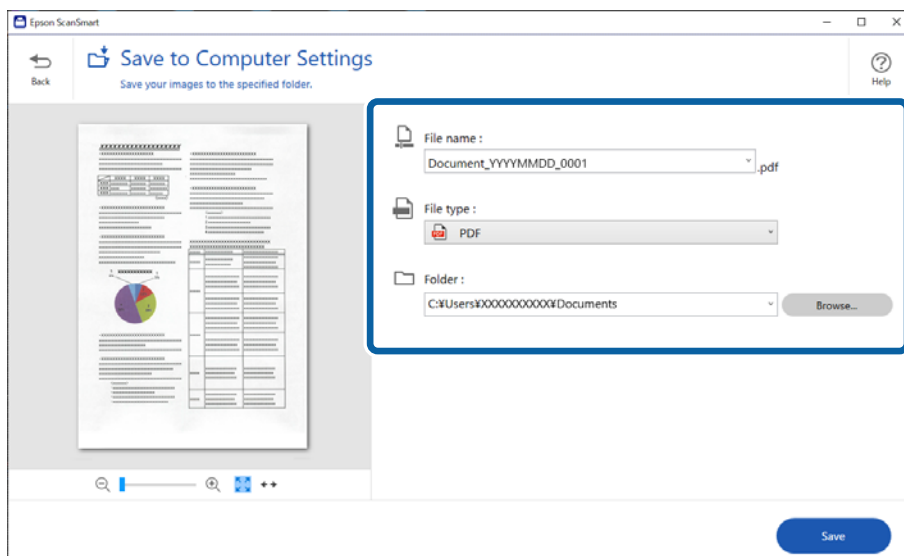 Epson ScanSmart
Back
Save to Computer Settings
Save your images to the specified folder.
Help
File name :
Document_YYYYMMDD_0001
.pdf
File type :
PDF
Folder :
C:¥Users¥XXXXXXXXXX¥Documents
Browse...
Save